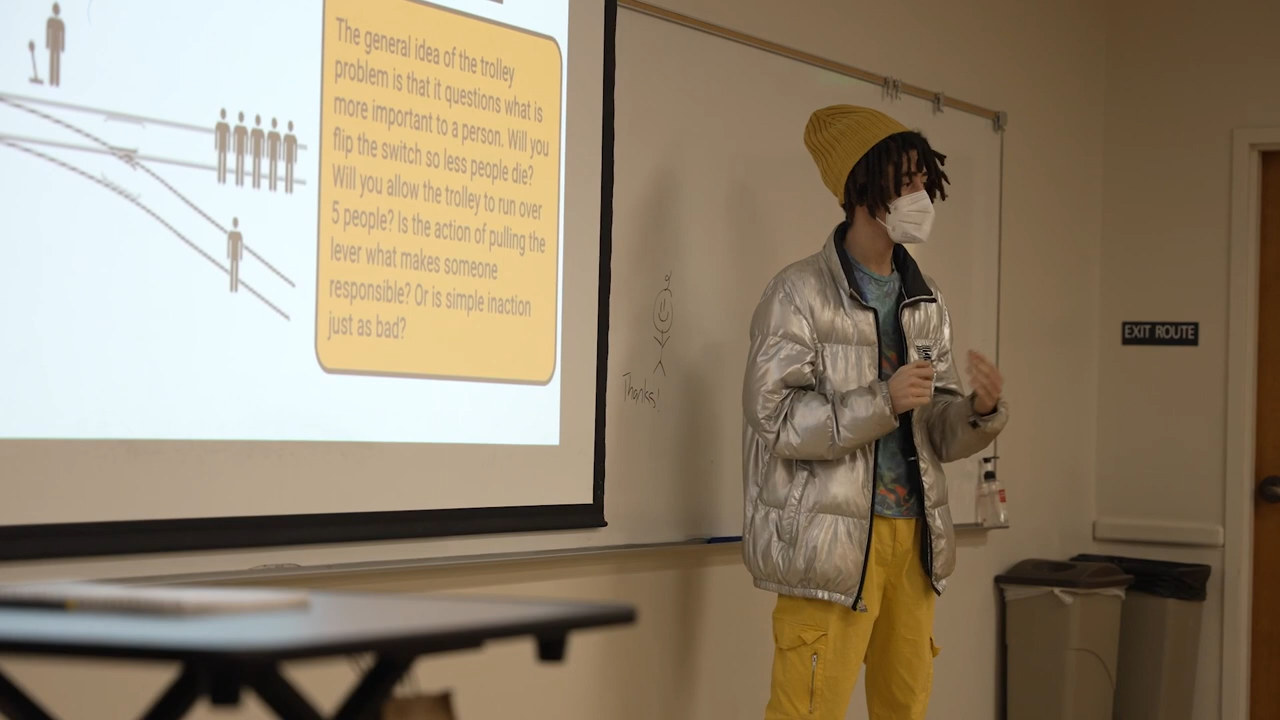 The general idea of the trolley
problem is that it questions what is
more important to a person. Will you
flip the switch so less people die?
Will you allow the trolley to run over
5 people? Is the action of pulling the
lever what makes someone
responsible? Or is simple inaction
just as bad?
Thanks!
EXIT ROUTE